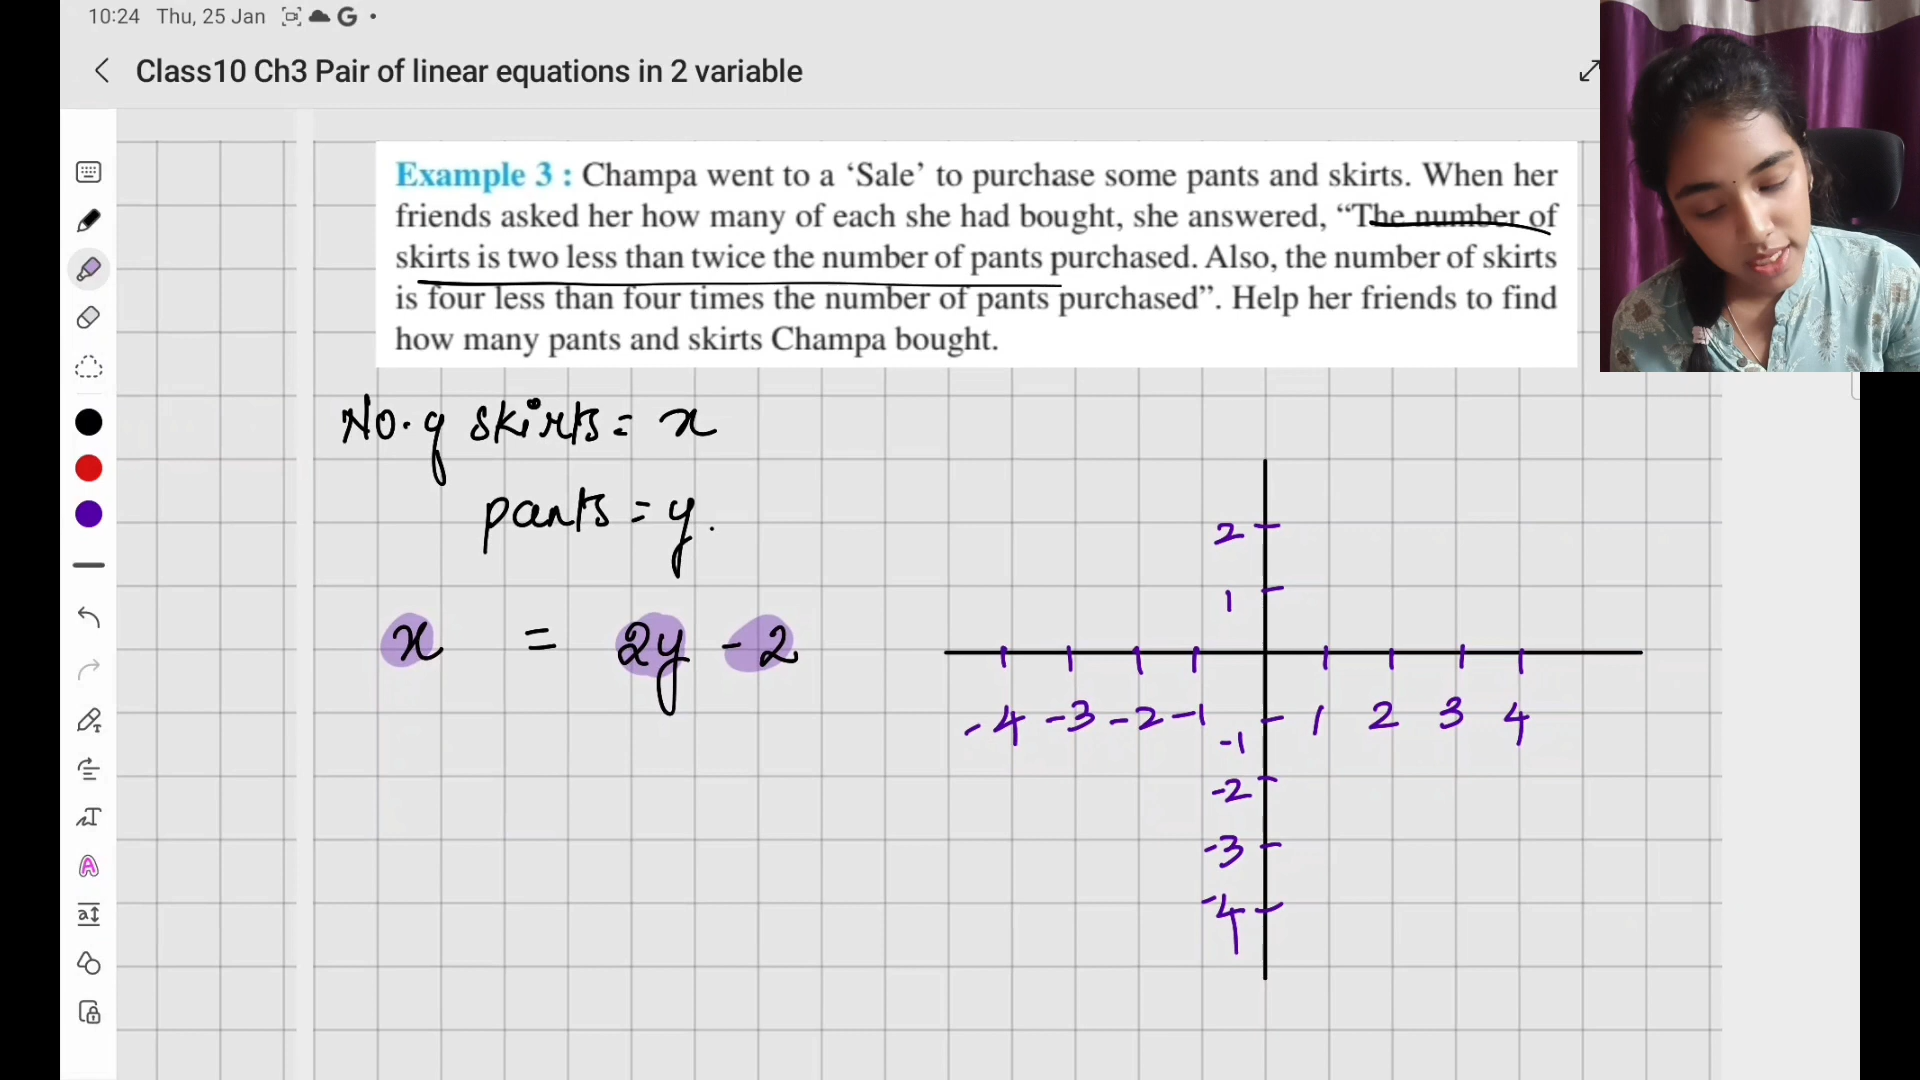 10:24 Thu, 25 Jan G
Class10 Ch3 Pair of linear equations in 2 variable
Example 3 : Champa went to a ‘Sale’ to purchase some pants and skirts. When her
friends asked her how many of each she had bought, she answered, “The number of
skirts is two less than twice the number of pants purchased. Also, the number of skirts
is four less than four times the number of pants purchased”. Help her friends to find
how many pants and skirts Champa bought.
No. of skirts = x
pants = y.
x = 2y - 2
2
1
-4 -3 -2 -1 1 2 3 4
-1
-2
-3
-4
T
A
a